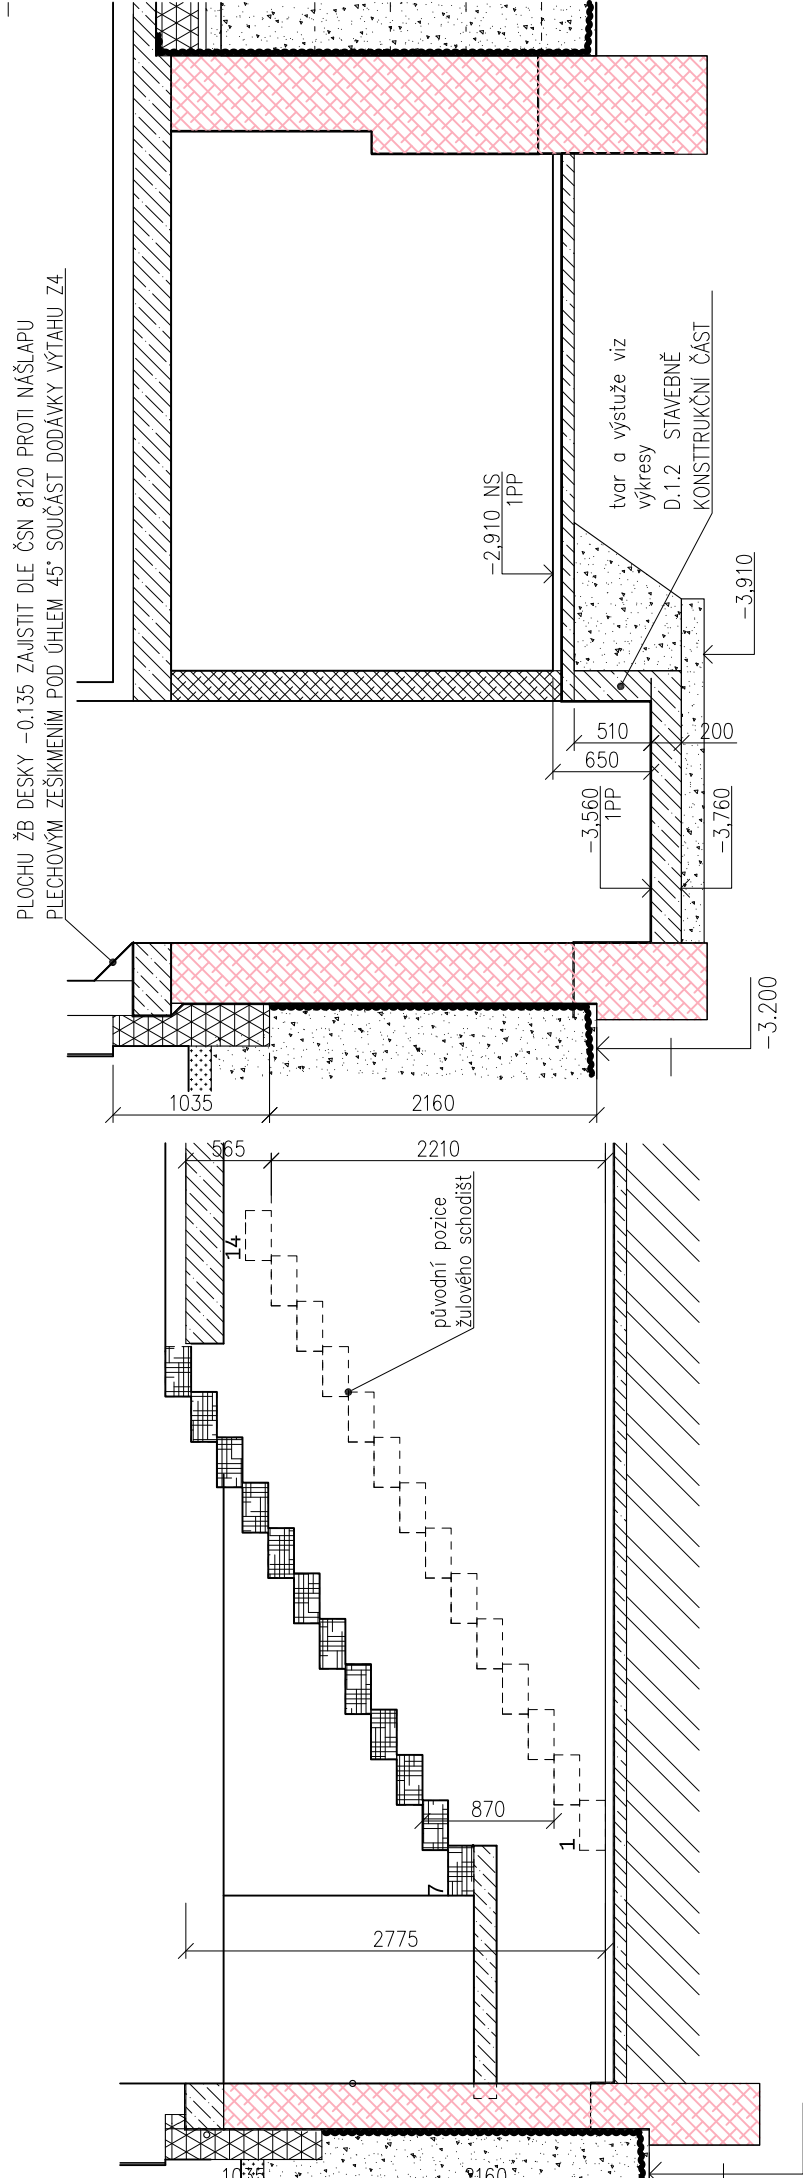 PLOCHU ŽB DESKY -0.135 ZAJISTIT DLE ČSN 8120 PROTI NÁŠLAPU
PLECHOVÝM ZEŠIKMENÍM POD ÚHLEM 45° SOUČÁST DODÁVKY VÝTAHU Z4
-2,910 NS
1PP
tvar a výstuže viz
výkresy
D.1.2 STAVEBNĚ
KONSTTRUKČNÍ ČÁST
-3,910
510
200
650
-3,560
1PP
-3,760
-3.200
1035
2160
565
2210
14
původní pozice
žulového schodišt
870
1
7
2775
1035
2160